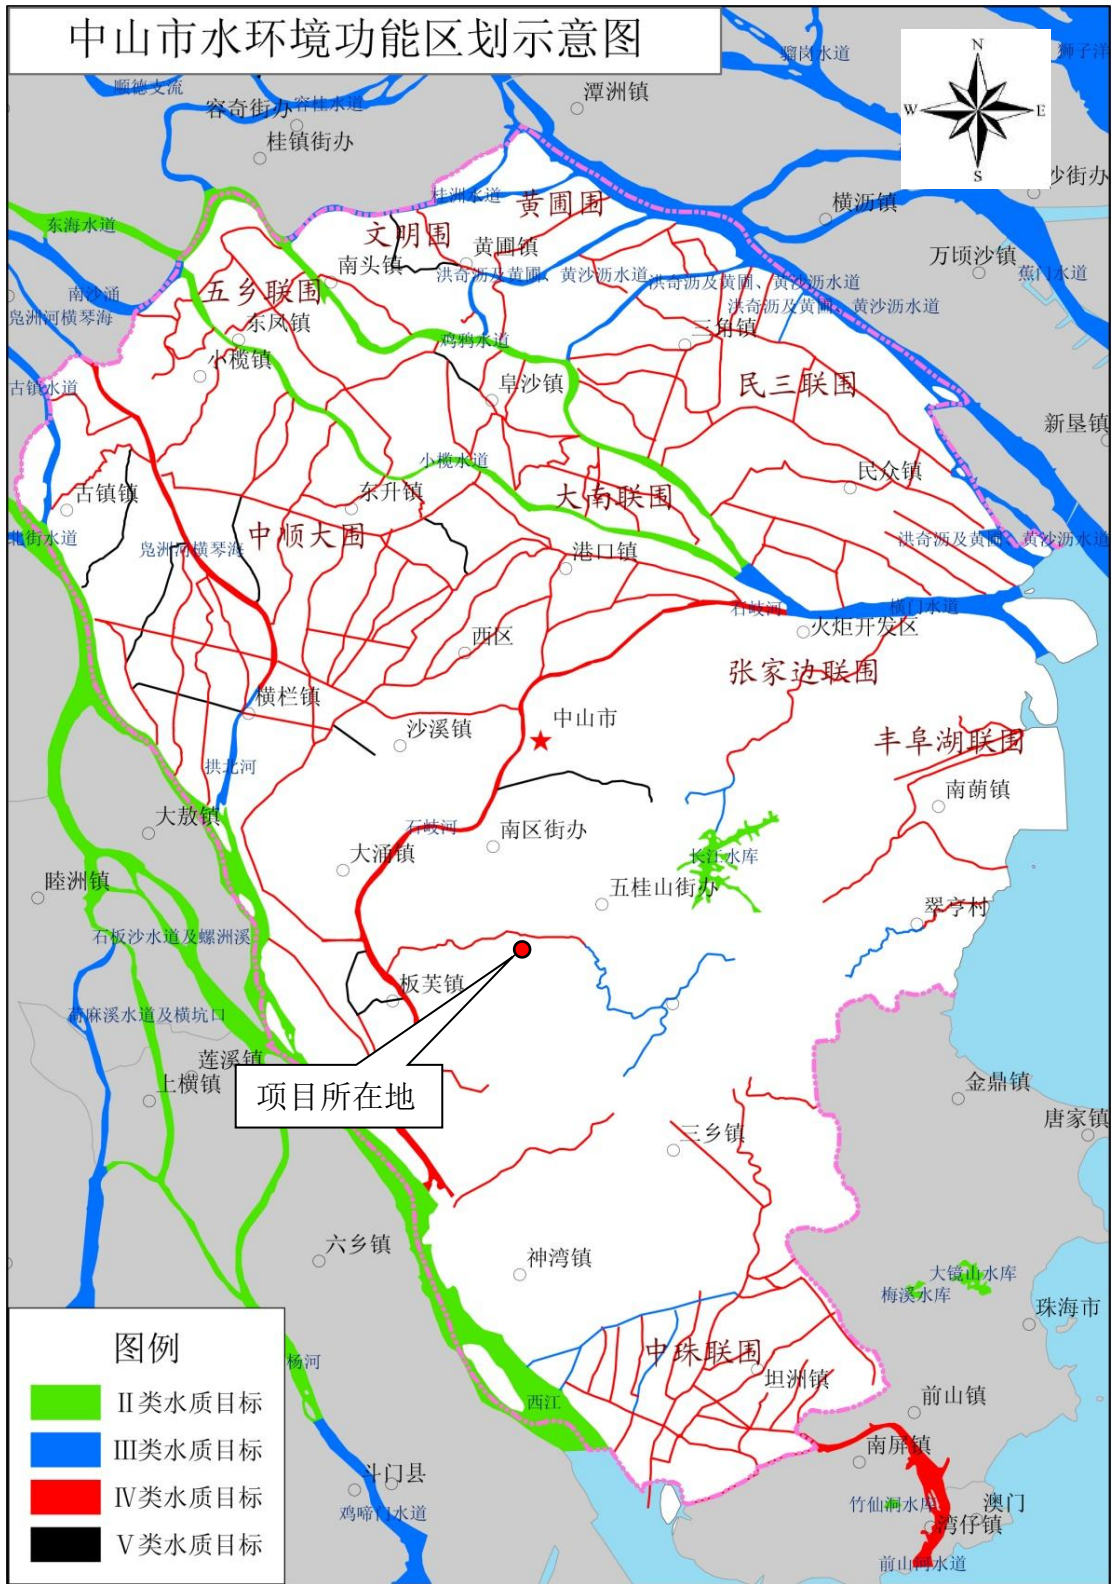 中山市水环境功能区划示意图
N
W
E
S
骝岗水道
狮子洋
顺德支流
容奇街办
容桂水道
潭洲镇
桂镇街办
沙街办
桂洲水道
黄圃围
横沥镇
东海水道
文明围
黄圃镇
万顷沙镇
蕉门水道
南头镇
洪奇沥及黄圃、黄沙沥水道
洪奇沥及黄圃、黄沙沥水道
洪奇沥及黄圃、黄沙沥水道
南沙涌
五乡联围
凫洲河横琴海
东凤镇
鸡鸦水道
三角镇
小榄镇
古镇水道
阜沙镇
民三联围
新垦镇
小榄水道
民众镇
古镇镇
东升镇
大南联围
北街水道
凫洲河横琴海
中顺大围
港口镇
洪奇沥及黄圃、黄沙沥水道
石岐河
横门水道
火炬开发区
西区
张家边联围
横栏镇
沙溪镇
中山市
丰阜湖联围
拱北河
南蓢镇
大敖镇
石岐河
南区街办
长江水库
大涌镇
睦洲镇
五桂山街办
翠亨村
石板沙水道及螺洲溪
板芙镇
荷麻溪水道及横坑口
莲溪镇
上横镇
项目所在地
金鼎镇
唐家镇
三乡镇
六乡镇
神湾镇
大镜山水库
梅溪水库
珠海市
图例
中珠联围
杨河
坦洲镇
II类水质目标
西江
前山镇
III类水质目标
南屏镇
斗门县
IV类水质目标
竹仙洞水库
澳门
鸡啼门水道
湾仔镇
V类水质目标
前山河水道